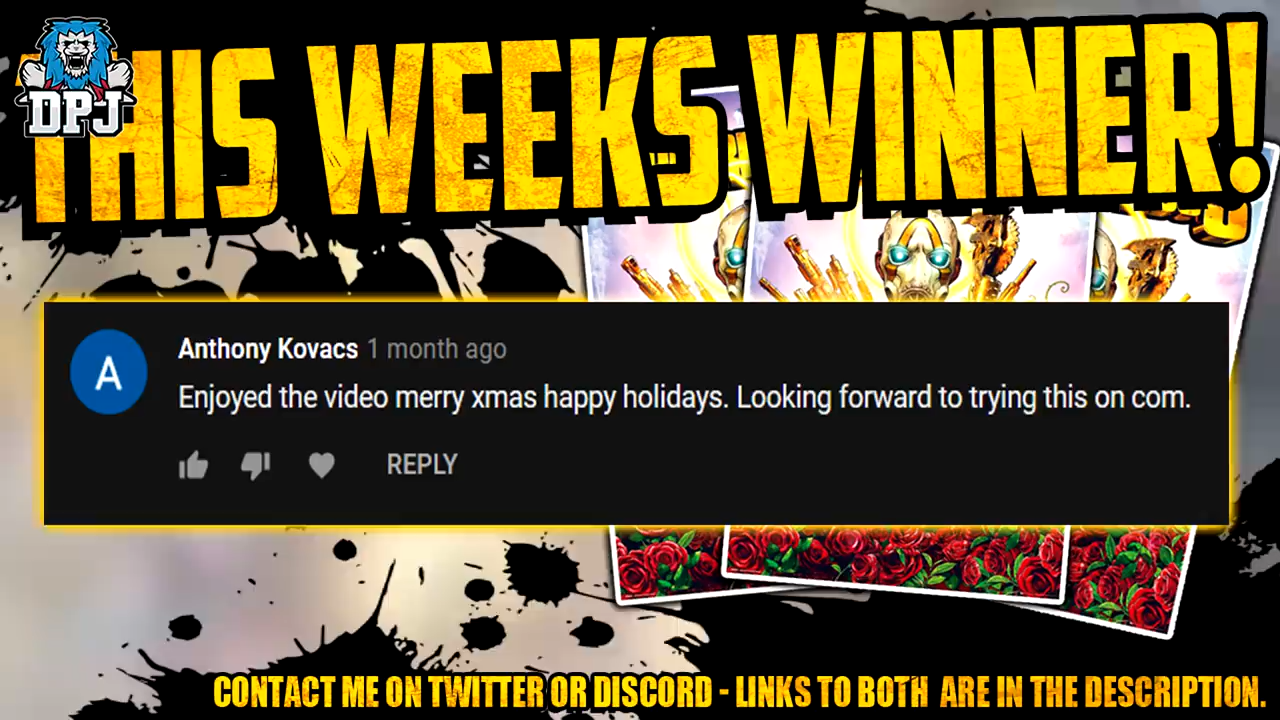 THIS WEEKS WINNER!
DPJ
A
Anthony Kovacs 1 month ago
Enjoyed the video merry xmas happy holidays. Looking forward to trying this on com.
REPLY
CONTACT ME ON TWITTER OR DISCORD - LINKS TO BOTH ARE IN THE DESCRIPTION.